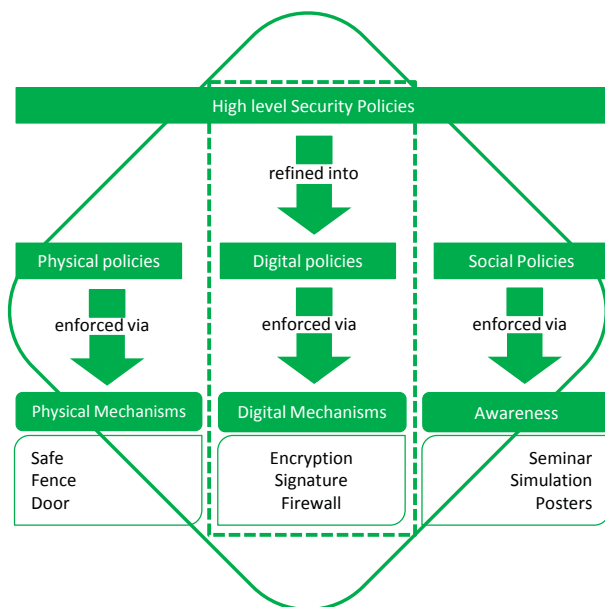 High level Security Policies
refined into
Physical policies
Digital policies
Social Policies
enforced via
enforced via
enforced via
Physical Mechanisms
Digital Mechanisms
Awareness
Safe
Fence
Door
Encryption
Signature
Firewall
Seminar
Simulation
Posters